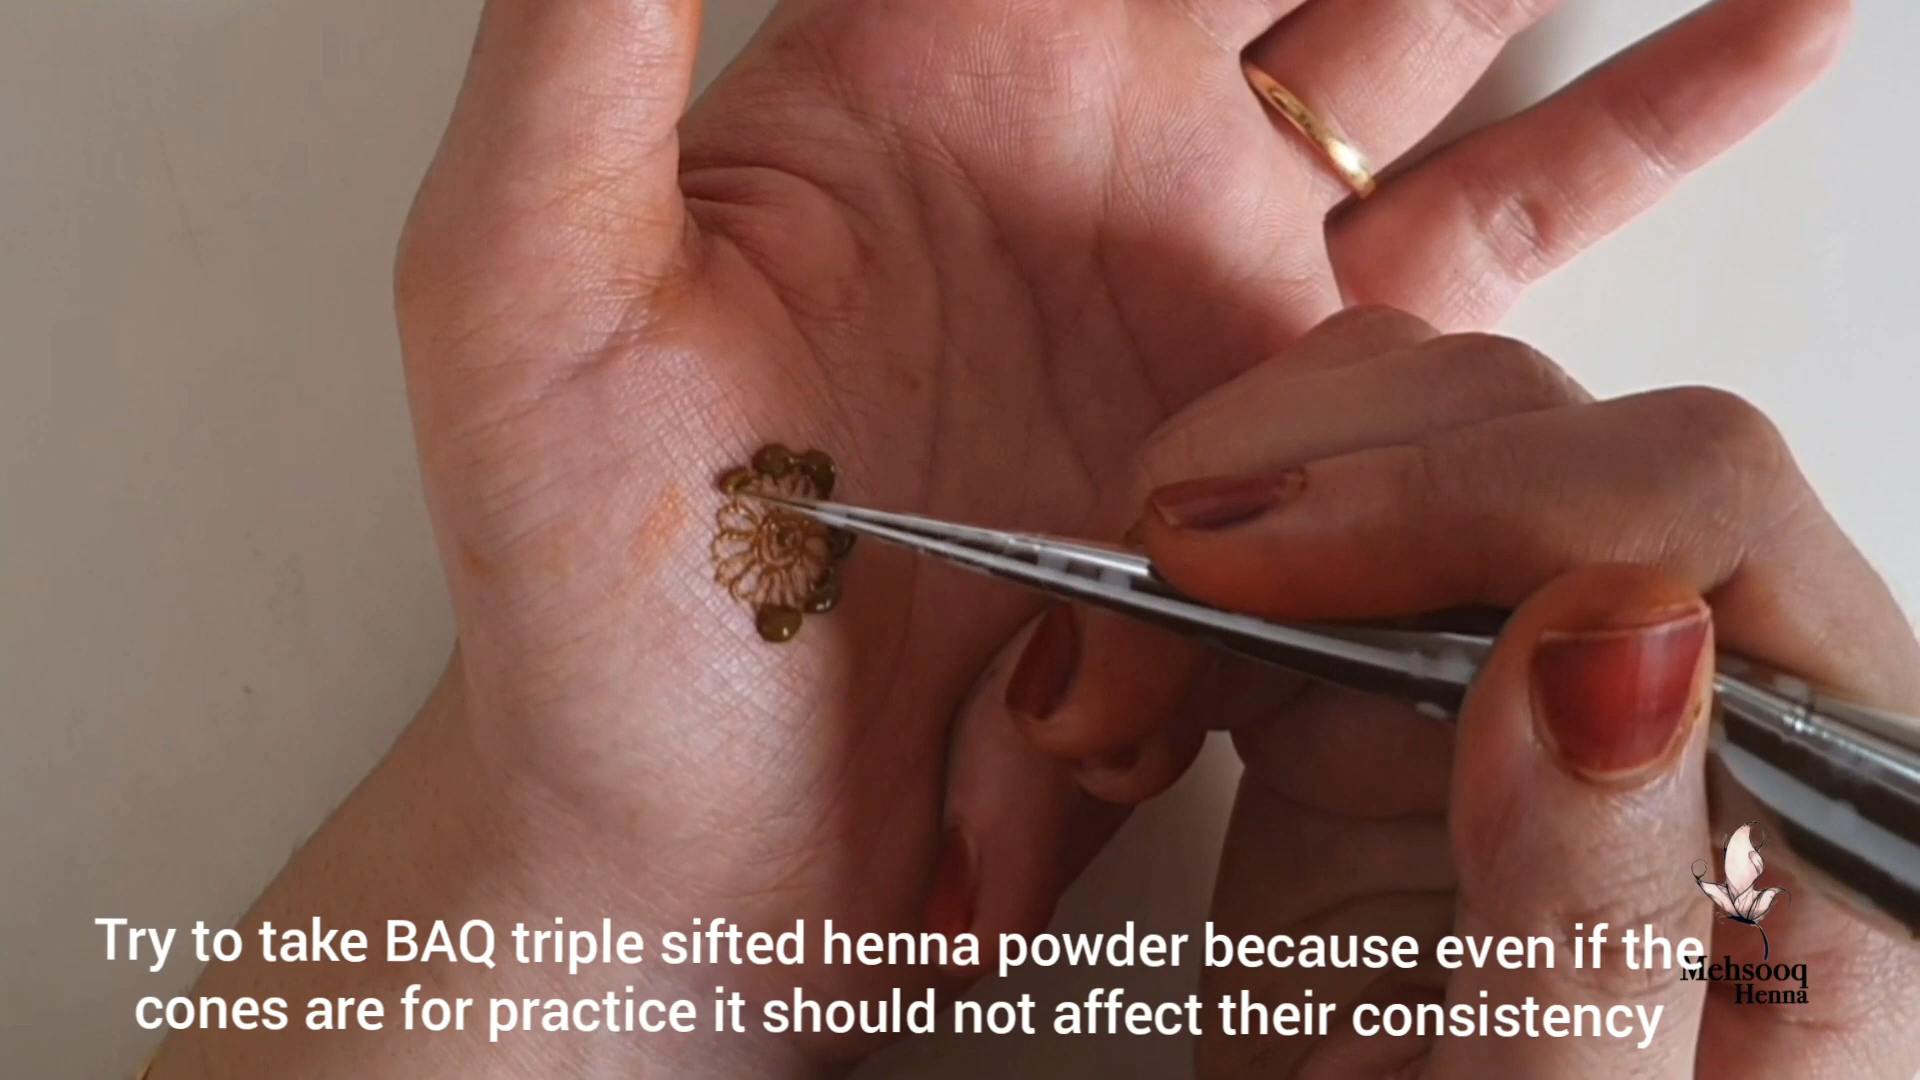 Try to take BAQ triple sifted henna powder because even if the
cones are for practice it should not affect their consistency
Mehsooq
Henna